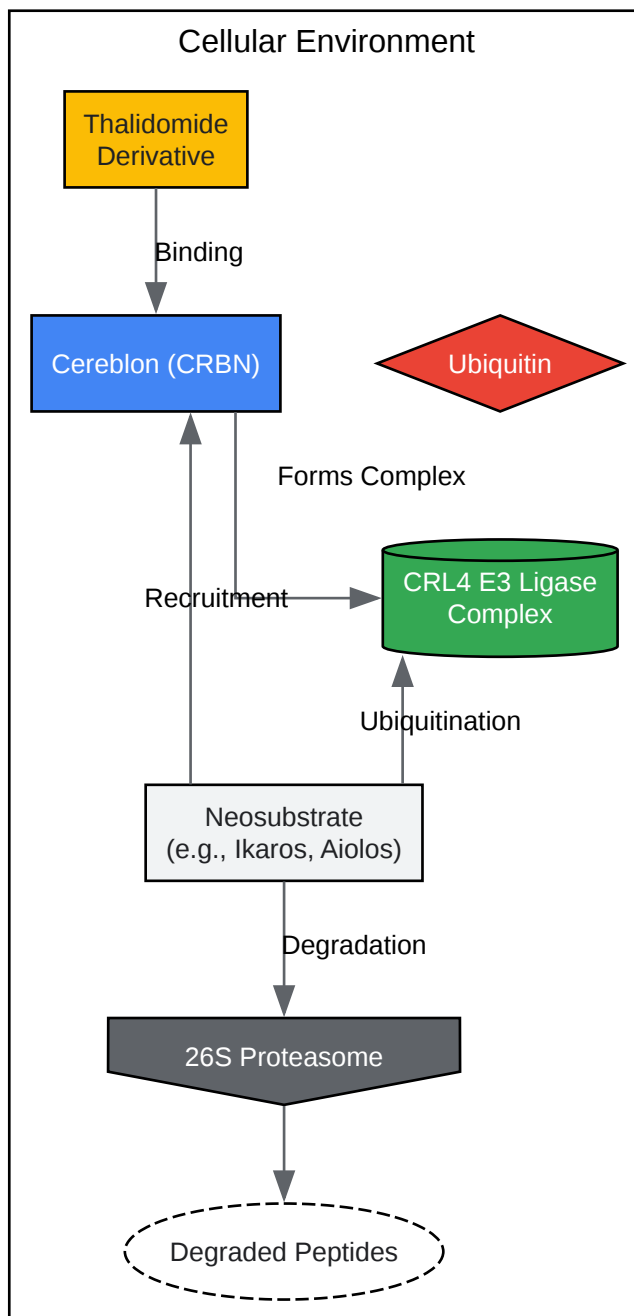 Cellular Environment
Thalidomide
Derivative
Binding
Cereblon (CRBN)
Ubiquitin
Forms Complex
CRL4 E3 Ligase
Complex
Recruitment
Ubiquitination
Neosubstrate
(e.g., Ikaros, Aiolos)
Degradation
26S Proteasome
Degraded Peptides